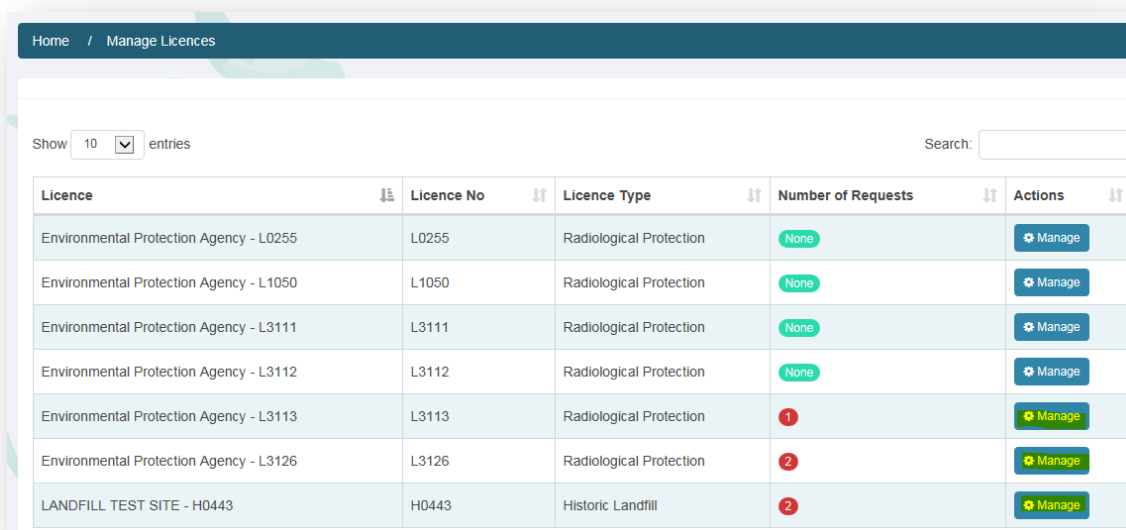 Home / Manage Licences
Show 10 entries Search:
Licence Licence No Licence Type Number of Requests Actions
Environmental Protection Agency - L0255 L0255 Radiological Protection None Manage
Environmental Protection Agency - L1050 L1050 Radiological Protection None Manage
Environmental Protection Agency - L3111 L3111 Radiological Protection None Manage
Environmental Protection Agency - L3112 L3112 Radiological Protection None Manage
Environmental Protection Agency - L3113 L3113 Radiological Protection 1 Manage
Environmental Protection Agency - L3126 L3126 Radiological Protection 2 Manage
LANDFILL TEST SITE - H0443 H0443 Historic Landfill 2 Manage